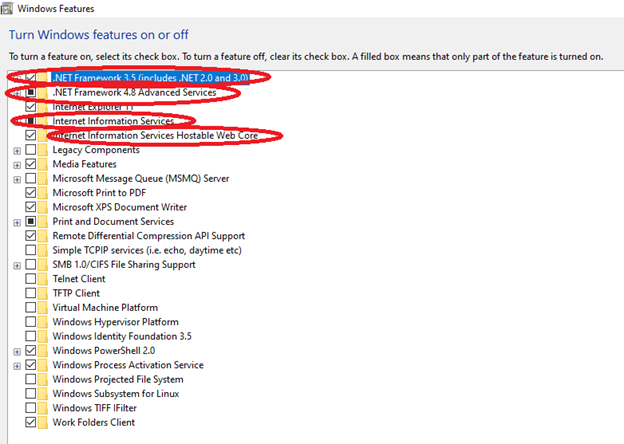 Windows Features
Turn Windows features on or off
To turn a feature on, select its check box. To turn a feature off, clear its check box. A filled box means that only part of the feature is turned on.
.NET Framework 3.5 (includes .NET 2.0 and 3.0)
.NET Framework 4.8 Advanced Services
Internet Explorer 11
Internet Information Services
Internet Information Services Hostable Web Core
Legacy Components
Media Features
Microsoft Message Queue (MSMQ) Server
Microsoft Print to PDF
Microsoft XPS Document Writer
Print and Document Services
Remote Differential Compression API Support
Simple TCPIP services (i.e. echo, daytime etc)
SMB 1.0/CIFS File Sharing Support
Telnet Client
TFTP Client
Virtual Machine Platform
Windows Hypervisor Platform
Windows Identity Foundation 3.5
Windows PowerShell 2.0
Windows Process Activation Service
Windows Projected File System
Windows Subsystem for Linux
Windows TIFF IFilter
Work Folders Client